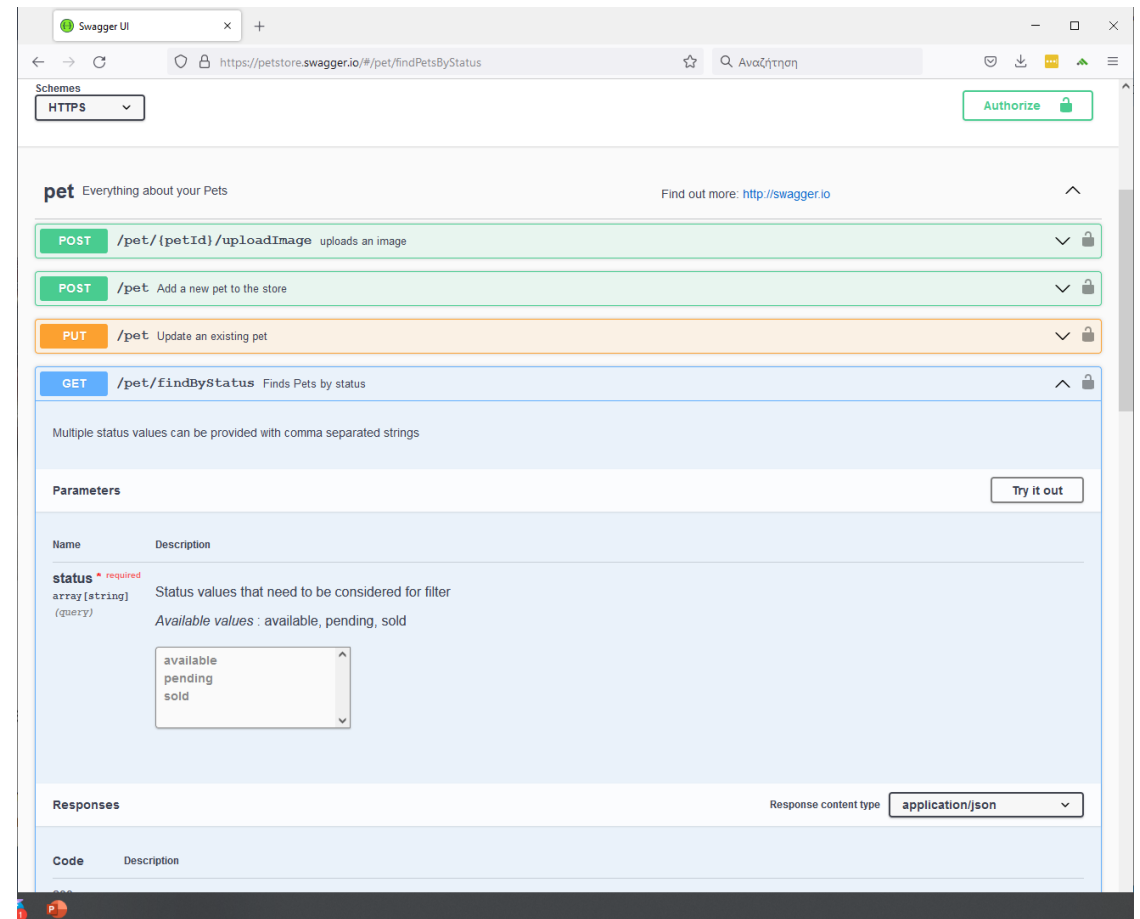 Swagger UI
https://petstore.swagger.io/#/pet/findPetsByStatus
Αναζήτηση
Schemes
HTTPS
Authorize
pet Everything about your Pets
Find out more: http://swagger.io
POST /pet/{petId}/uploadImage uploads an image
POST /pet Add a new pet to the store
PUT /pet Update an existing pet
GET /pet/findByStatus Finds Pets by status
Multiple status values can be provided with comma separated strings
Parameters
Try it out
Name Description
status * required
array[string]
(query)
Status values that need to be considered for filter
Available values : available, pending, sold
available
pending
sold
Responses
Response content type application/json
Code Description